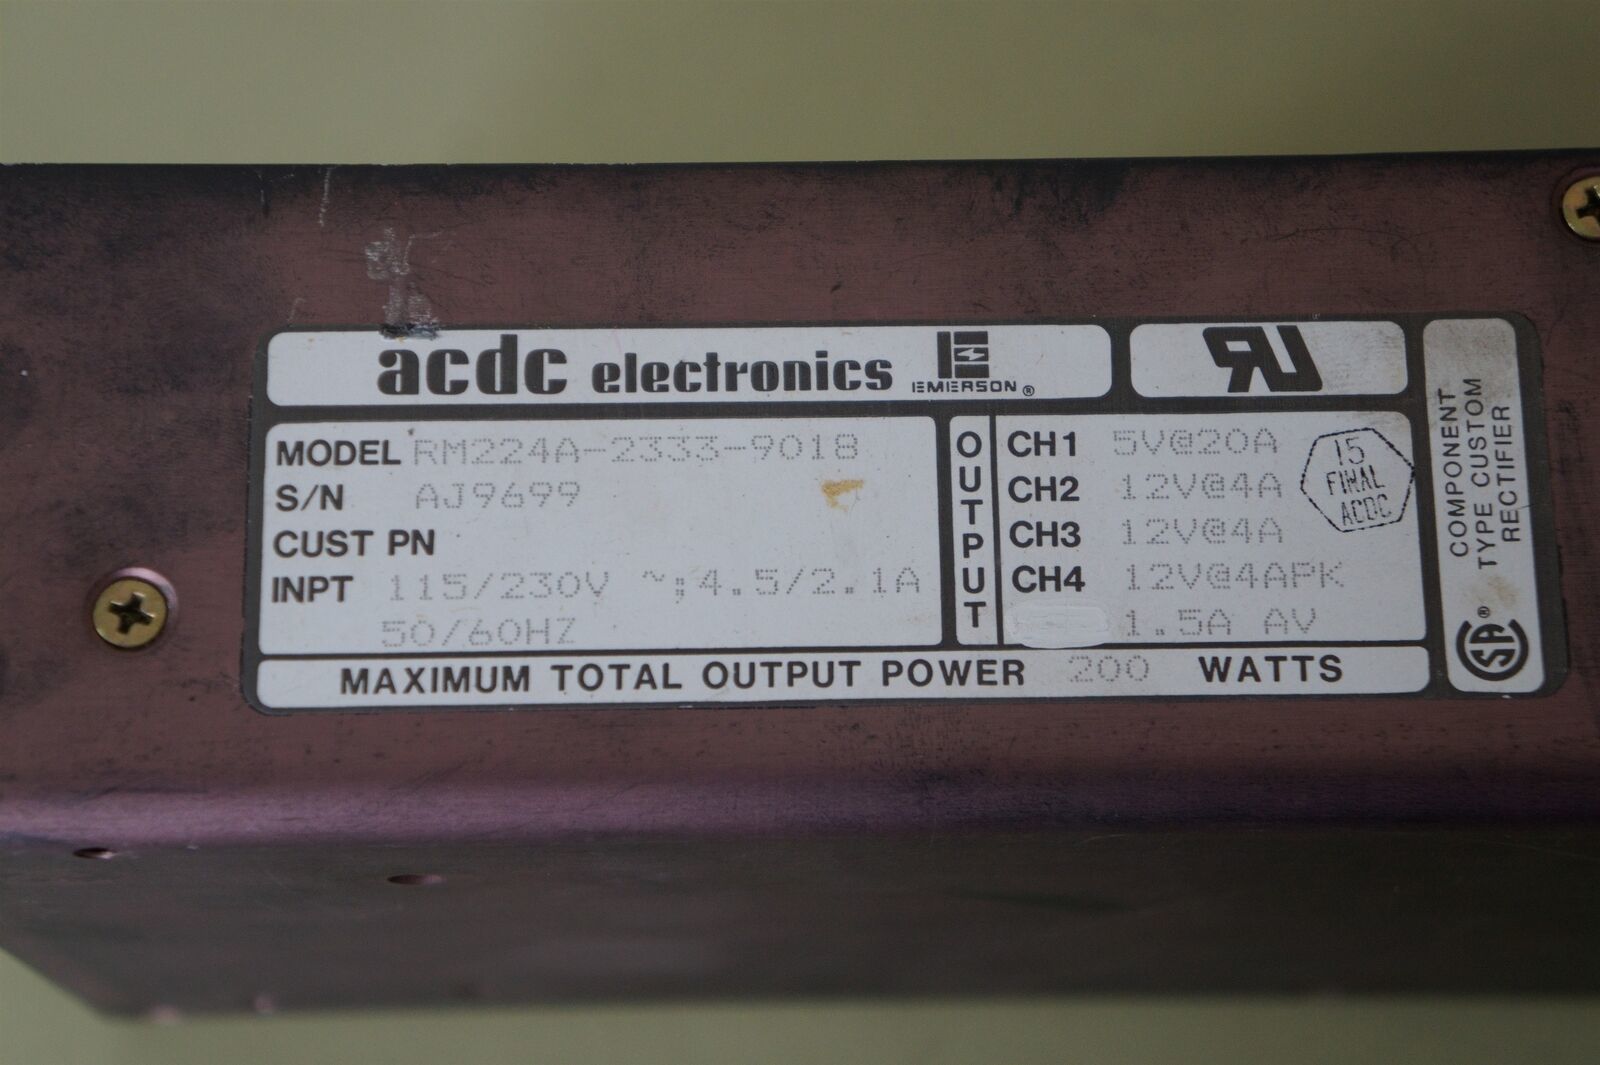 acdc electronics EMERSON ®
RU
MODEL RM224A-2333-9018
S/N AJ9699
CUST PN
INPT 115/230V ~;4.5/2.1A
50/60HZ
OUTPUT
CH1 5V@20A
CH2 12V@4A
CH3 12V@4A
CH4 12V@4APK
1.5A AV
15
FINAL
ACDC
MAXIMUM TOTAL OUTPUT POWER 200 WATTS
COMPONENT
TYPE CUSTOM
RECTIFIER
SA ®